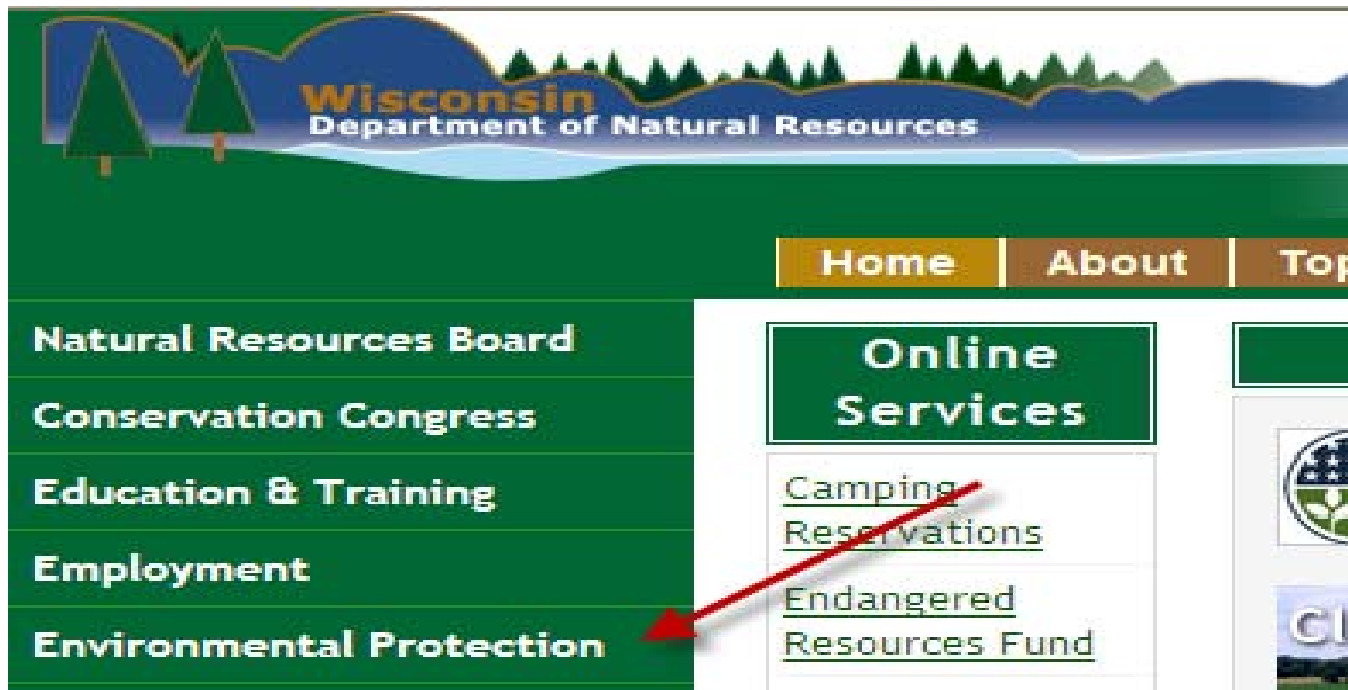 Wisconsin
Department of Natural Resources
Home
About
Natural Resources Board
Conservation Congress
Education & Training
Employment
Environmental Protection
Online
Services
Camping
Reservations
Endangered
Resources Fund